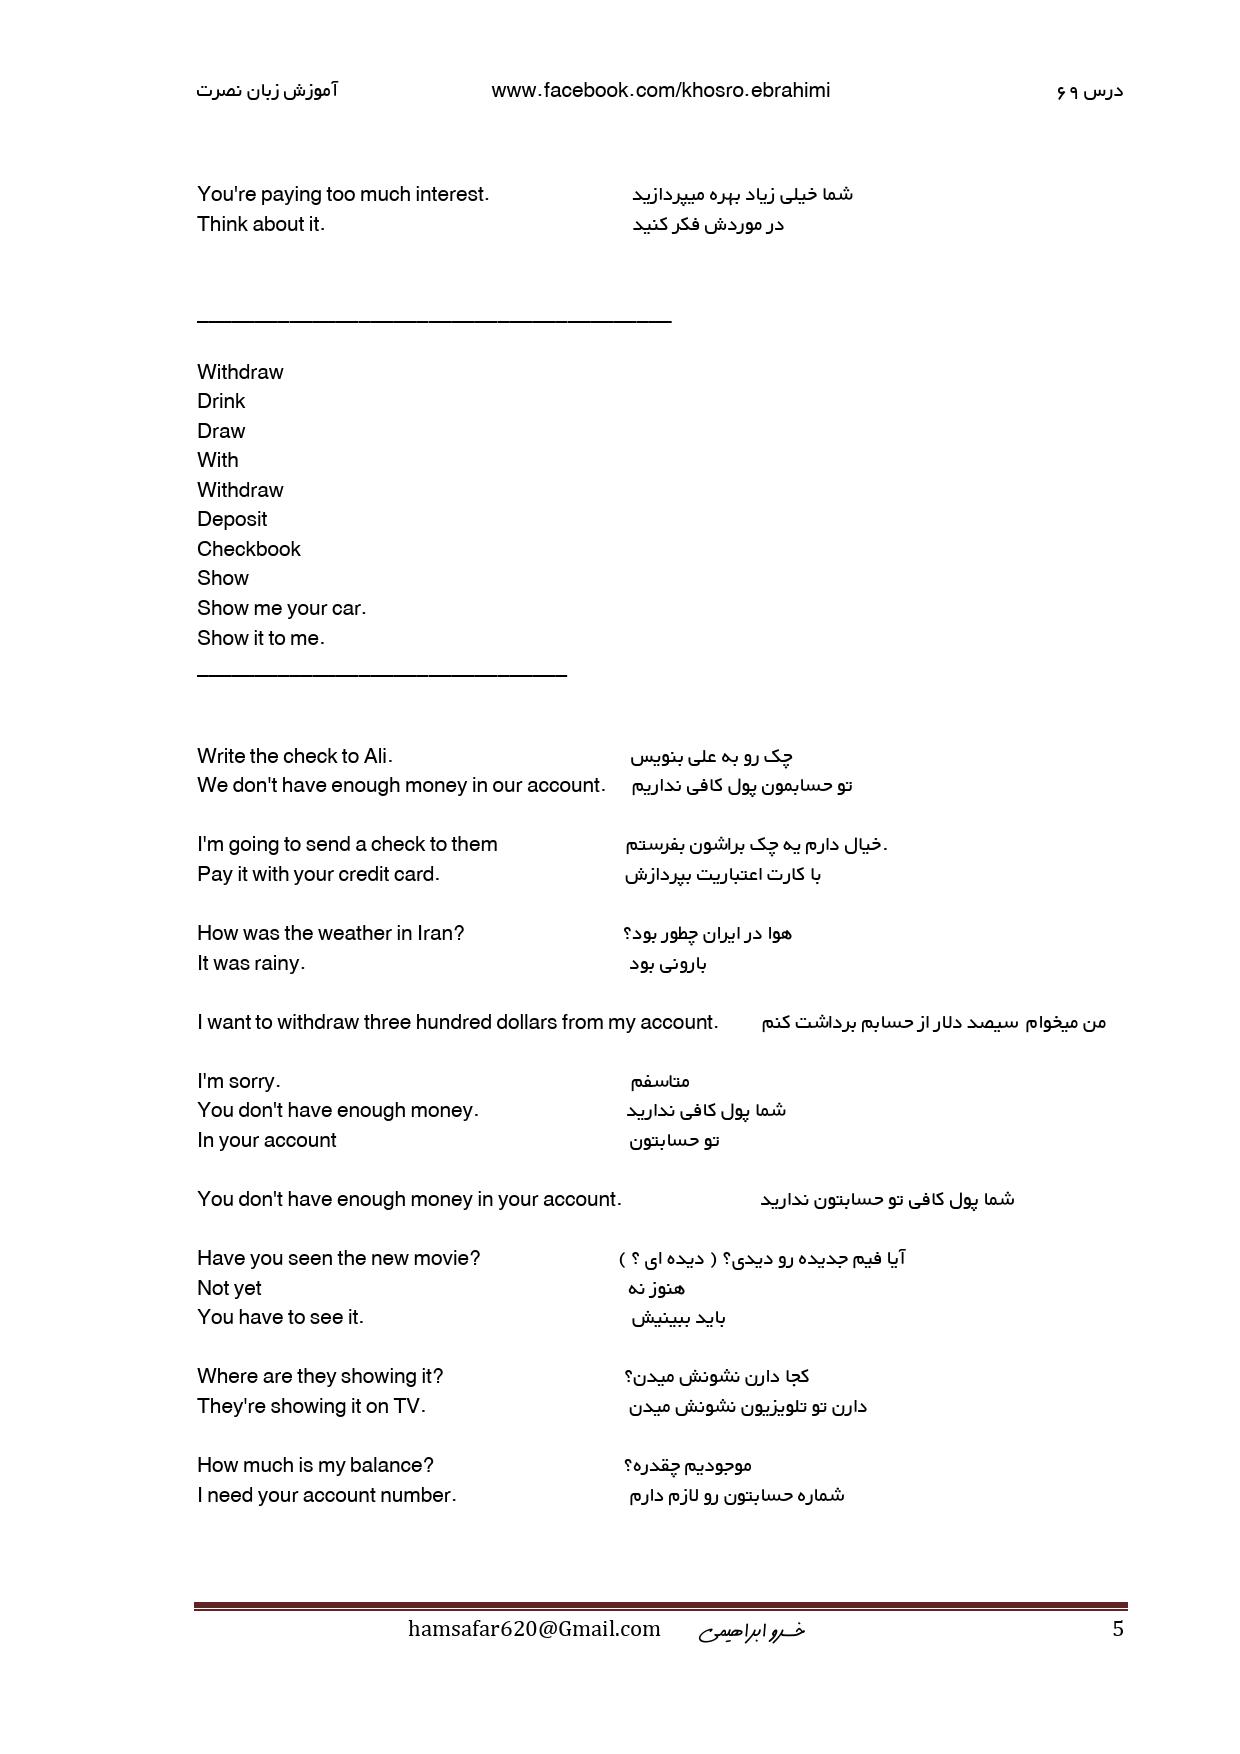 آموزش زبان نصرت www.facebook.com/khosro.ebrahimi درس ۶۹
You're paying too much interest. شما خیلی زیاد بهره میپردازید
Think about it. در موردش فکر کنید
Withdraw
Drink
Draw
With
Withdraw
Deposit
Checkbook
Show
Show me your car.
Show it to me.
Write the check to Ali. چک رو به علی بنویس
We don't have enough money in our account. تو حسابمون پول کافی نداریم
I'm going to send a check to them خیال دارم یه چک براشون بفرستم.
Pay it with your credit card. با کارت اعتباریت بپردازش
How was the weather in Iran? هوا در ایران چطور بود؟
It was rainy. بارونی بود
I want to withdraw three hundred dollars from my account. من میخوام سیصد دلار از حسابم برداشت کنم
I'm sorry. متاسفم
You don't have enough money. شما پول کافی ندارید
In your account تو حسابتون
You don't have enough money in your account. شما پول کافی تو حسابتون ندارید
Have you seen the new movie? آیا فیم جدیده رو دیدی؟ ( دیده ای ؟ )
Not yet هنوز نه
You have to see it. باید ببینیش
Where are they showing it? کجا دارن نشونش میدن؟
They're showing it on TV. دارن تو تلویزیون نشونش میدن
How much is my balance? موجودیم چقدره؟
I need your account number. شماره حسابتون رو لازم دارم
hamsafar620@Gmail.com خسرو ابراهیمی 5